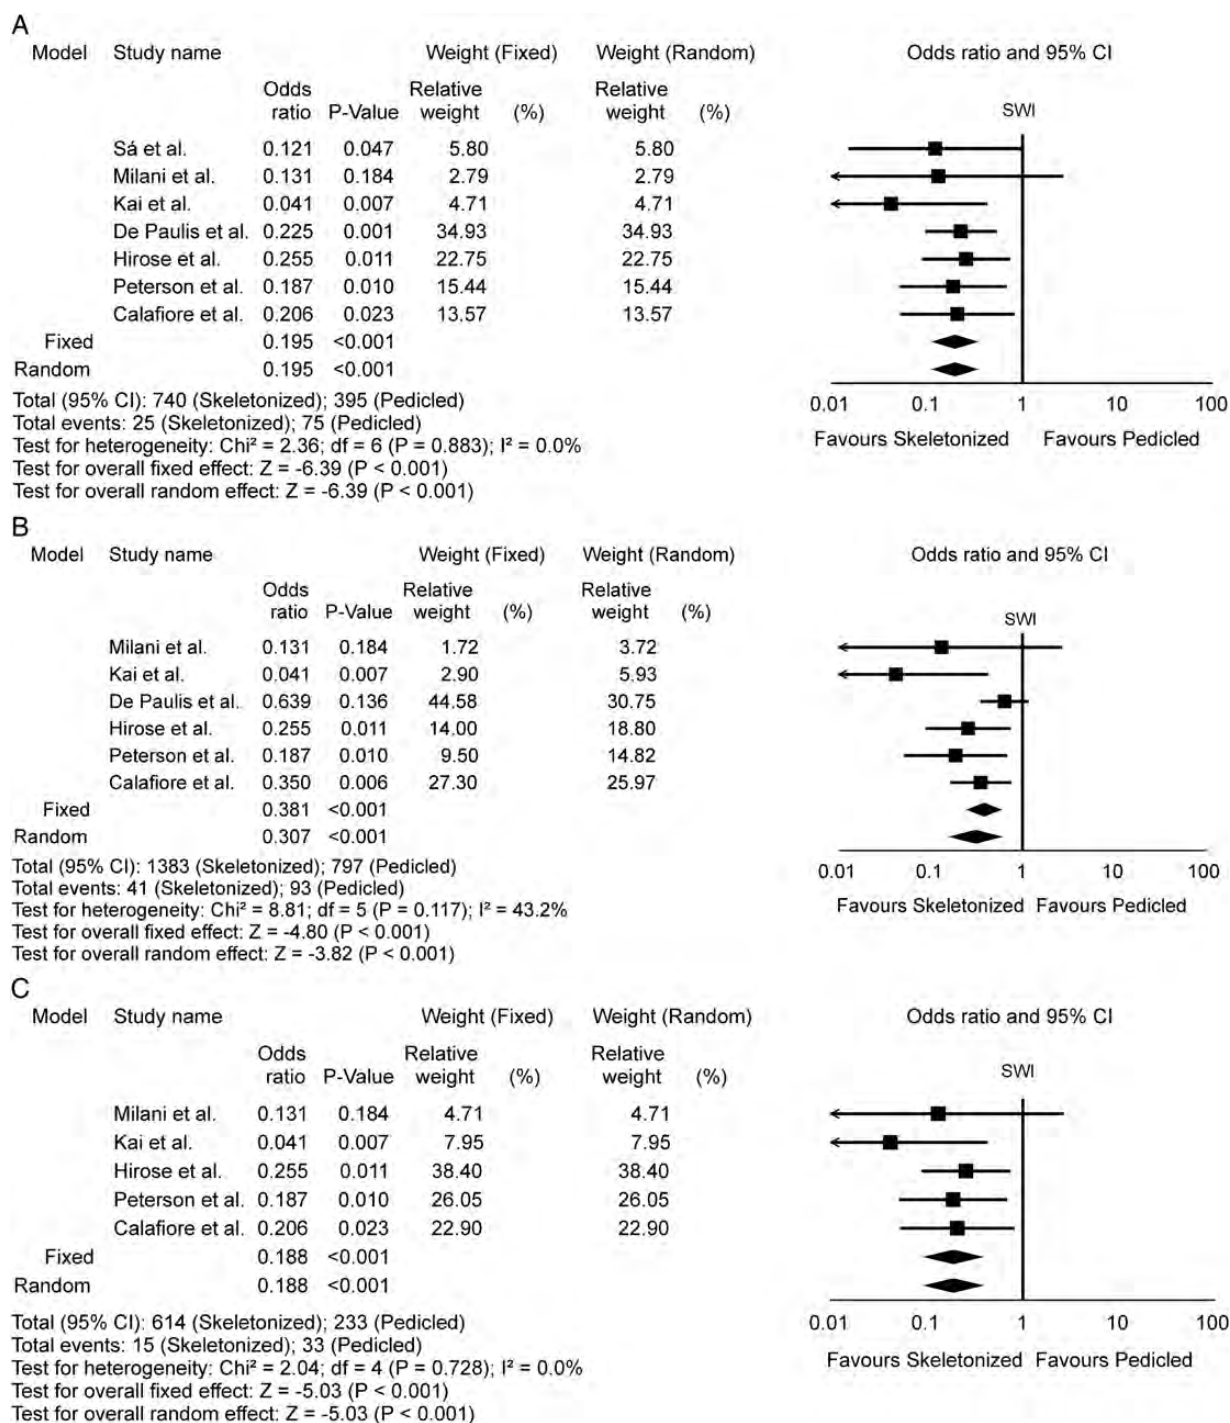 A
Model Study name Weight (Fixed) Weight (Random) Odds ratio and 95% CI
Odds Relative Relative
ratio P-Value weight (%) weight (%) SWI
Sá et al. 0.121 0.047 5.80 5.80
Milani et al. 0.131 0.184 2.79 2.79
Kai et al. 0.041 0.007 4.71 4.71
De Paulis et al. 0.225 0.001 34.93 34.93
Hirose et al. 0.255 0.011 22.75 22.75
Peterson et al. 0.187 0.010 15.44 15.44
Calafiore et al. 0.206 0.023 13.57 13.57
Fixed 0.195 <0.001
Random 0.195 <0.001
0.01 0.1 1 10 100
Total (95% CI): 740 (Skeletonized); 395 (Pedicled)
Total events: 25 (Skeletonized); 75 (Pedicled)
Favours Skeletonized Favours Pedicled
Test for heterogeneity: Chi² = 2.36; df = 6 (P = 0.883); I² = 0.0%
Test for overall fixed effect: Z = -6.39 (P < 0.001)
Test for overall random effect: Z = -6.39 (P < 0.001)
B
Model Study name Weight (Fixed) Weight (Random) Odds ratio and 95% CI
Odds Relative Relative
ratio P-Value weight (%) weight (%) SWI
Milani et al. 0.131 0.184 1.72 3.72
Kai et al. 0.041 0.007 2.90 5.93
De Paulis et al. 0.639 0.136 44.58 30.75
Hirose et al. 0.255 0.011 14.00 18.80
Peterson et al. 0.187 0.010 9.50 14.82
Calafiore et al. 0.350 0.006 27.30 25.97
Fixed 0.381 <0.001
Random 0.307 <0.001
Total (95% CI): 1383 (Skeletonized); 797 (Pedicled)
0.01 0.1 1 10 100
Total events: 41 (Skeletonized); 93 (Pedicled)
Favours Skeletonized Favours Pedicled
Test for heterogeneity: Chi² = 8.81; df = 5 (P = 0.117); I² = 43.2%
Test for overall fixed effect: Z = -4.80 (P < 0.001)
Test for overall random effect: Z = -3.82 (P < 0.001)
C
Model Study name Weight (Fixed) Weight (Random) Odds ratio and 95% CI
Odds Relative Relative
ratio P-Value weight (%) weight (%) SWI
Milani et al. 0.131 0.184 4.71 4.71
Kai et al. 0.041 0.007 7.95 7.95
Hirose et al. 0.255 0.011 38.40 38.40
Peterson et al. 0.187 0.010 26.05 26.05
Calafiore et al. 0.206 0.023 22.90 22.90
Fixed 0.188 <0.001
Random 0.188 <0.001
Total (95% CI): 614 (Skeletonized); 233 (Pedicled)
0.01 0.1 1 10 100
Total events: 15 (Skeletonized); 33 (Pedicled)
Favours Skeletonized Favours Pedicled
Test for heterogeneity: Chi² = 2.04; df = 4 (P = 0.728); I² = 0.0%
Test for overall fixed effect: Z = -5.03 (P < 0.001)
Test for overall random effect: Z = -5.03 (P < 0.001)